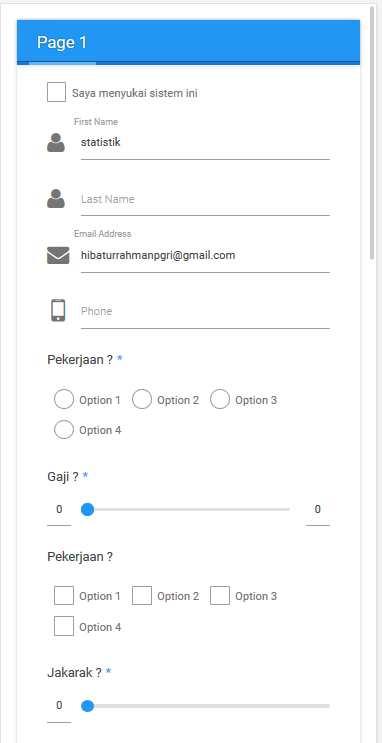 Page 1
Saya menyukai sistem ini
First Name
statistik
Last Name
Email Address
hibaturrahmanpgri@gmail.com
Phone
Pekerjaan ? *
Option 1 Option 2 Option 3
Option 4
Gaji ? *
0 0
Pekerjaan ?
Option 1 Option 2 Option 3
Option 4
Jakarak ? *
0